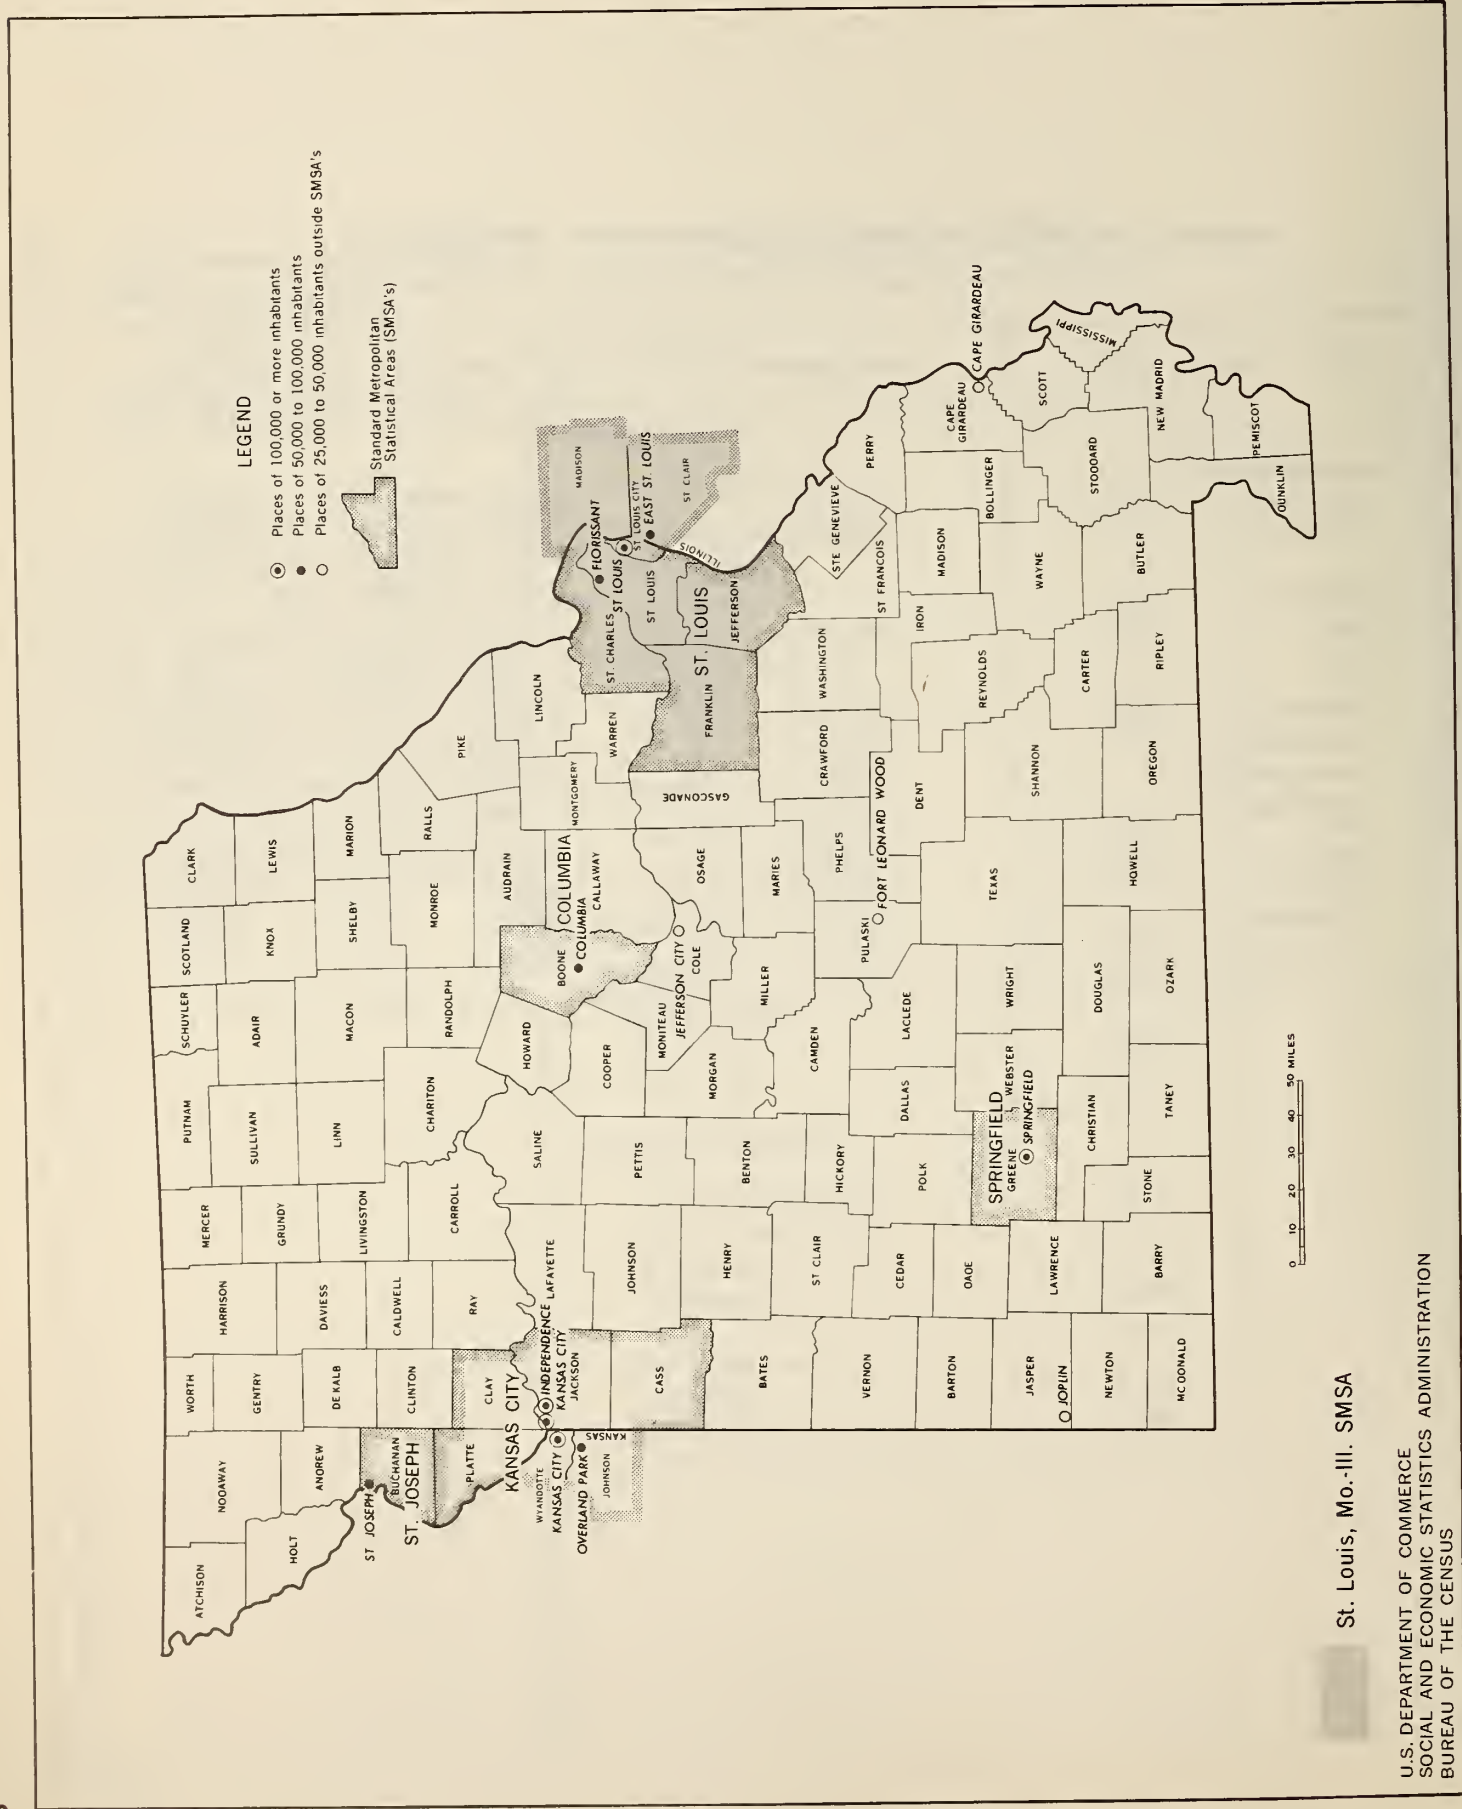 LEGEND
Places of 100,000 or more inhabitants
Places of 50,000 to 100,000 inhabitants
Places of 25,000 to 50,000 inhabitants outside SMSA's
Standard Metropolitan
Statistical Areas (SMSA's)
ATCHISON
NODAWAY
HOLT
ANDREW
WORTH
GENTRY
DE KALB
CLINTON
HARRISON
DAVIESS
CALDWELL
RAY
MERCER
GRUNDY
LIVINGSTON
CARROLL
PUTNAM
SULLIVAN
LINN
CHARITON
SCHUYLER
ADAIR
MACON
RANDOLPH
HOWARD
SCOTLAND
KNOX
SHELBY
MONROE
CLARK
LEWIS
MARION
RALLS
AUDRAIN
PIKE
LINCOLN
MONTGOMERY
WARREN
ST JOSEPH
BUCHANAN
ST. JOSEPH
PLATTE
CLAY
KANSAS CITY
INDEPENDENCE
KANSAS CITY
JACKSON
WYANDOTTE
KANSAS CITY
OVERLAND PARK
JOHNSON
KANSAS
CASS
LAFAYETTE
JOHNSON
SALINE
PETTIS
COOPER
BOONE
COLUMBIA
COLUMBIA
CALLAWAY
MONITEAU
JEFFERSON CITY
COLE
OSAGE
GASCONADE
MORGAN
MILLER
MARIES
BATES
HENRY
BENTON
ST CLAIR
HICKORY
CAMDEN
PULASKI
FORT LEONARD WOOD
PHELPS
CRAWFORD
DENT
ST. CHARLES
FLORISSANT
ST LOUIS
ST LOUIS CITY
EAST ST. LOUIS
ST LOUIS
ST. LOUIS
FRANKLIN
JEFFERSON
MADISON
ST CLAIR
ILLINOIS
WASHINGTON
STE GENEVIEVE
ST FRANCOIS
PERRY
IRON
MADISON
BOLLINGER
CAPE
GIRARDEAU
CAPE GIRARDEAU
SCOTT
MISSISSIPPI
STOODARD
NEW MADRID
PEMISCOT
OUNKLIN
WAYNE
BUTLER
REYNOLDS
CARTER
RIPLEY
SHANNON
OREGON
TEXAS
HOWELL
VERNON
CEDAR
POLK
DALLAS
LACLEDE
WRIGHT
BARTON
OAOE
SPRINGFIELD
GREENE
SPRINGFIELD
WEBSTER
DOUGLAS
OZARK
JASPER
JOPLIN
LAWRENCE
CHRISTIAN
TANEY
STONE
NEWTON
BARRY
MC OONALD
0 10 20 30 40 50 MILES
St. Louis, Mo.-Ill. SMSA
U.S. DEPARTMENT OF COMMERCE
SOCIAL AND ECONOMIC STATISTICS ADMINISTRATION
BUREAU OF THE CENSUS